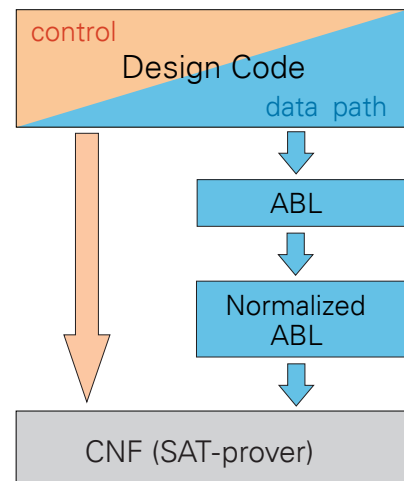 control
Design Code
data path
ABL
Normalized
ABL
CNF (SAT-prover)